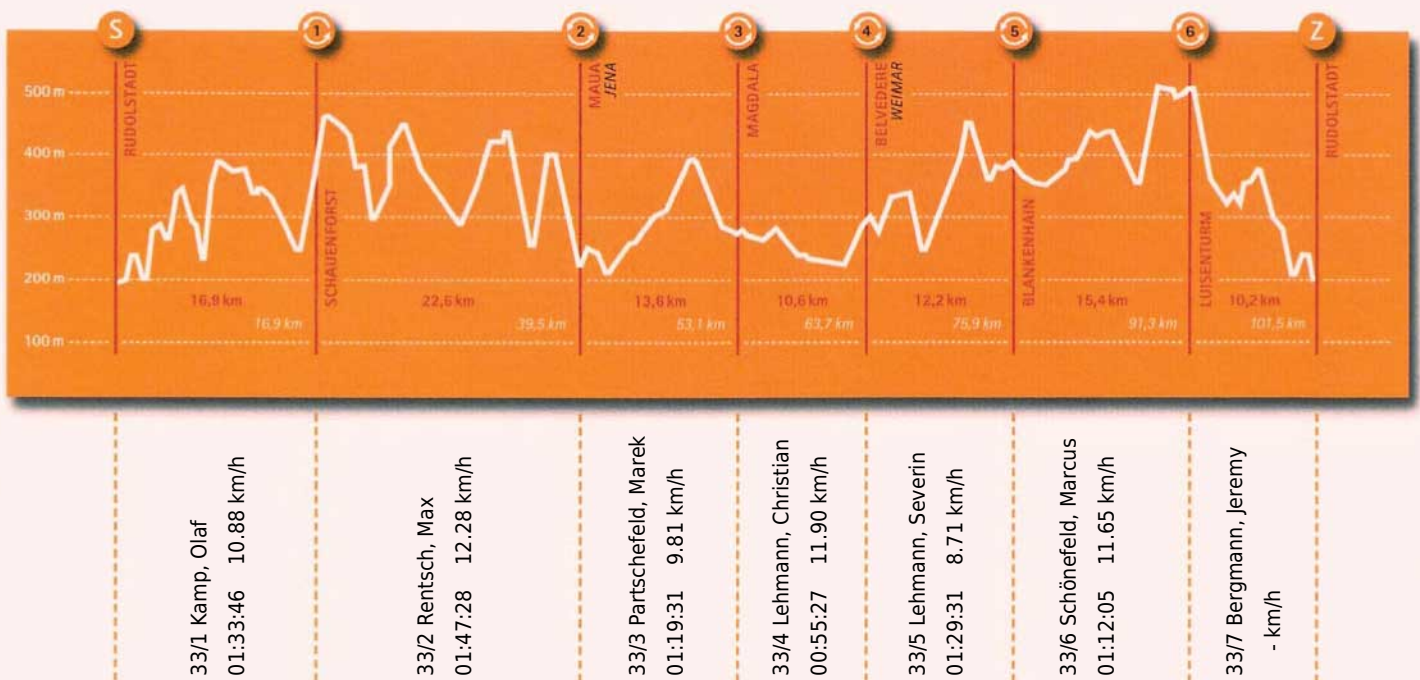 S
1
2
3
4
5
6
Z
RUDOLSTADT
SCHAUENFORST
MAUA
JENA
MAGDALA
BELVEDERE
WEIMAR
BLANKENHAIN
LUISENTURM
RUDOLSTADT
500 m
400 m
300 m
200 m
100 m
16,9 km
22,6 km
13,6 km
10,6 km
12,2 km
15,4 km
10,2 km
16,9 km
39,5 km
53,1 km
63,7 km
75,9 km
91,3 km
101,5 km
33/1 Kamp, Olaf
01:33:46 10.88 km/h
33/2 Rentsch, Max
01:47:28 12.28 km/h
33/3 Partschefeld, Marek
01:19:31 9.81 km/h
33/4 Lehmann, Christian
00:55:27 11.90 km/h
33/5 Lehmann, Severin
01:29:31 8.71 km/h
33/6 Schönefeld, Marcus
01:12:05 11.65 km/h
33/7 Bergmann, Jeremy
- km/h